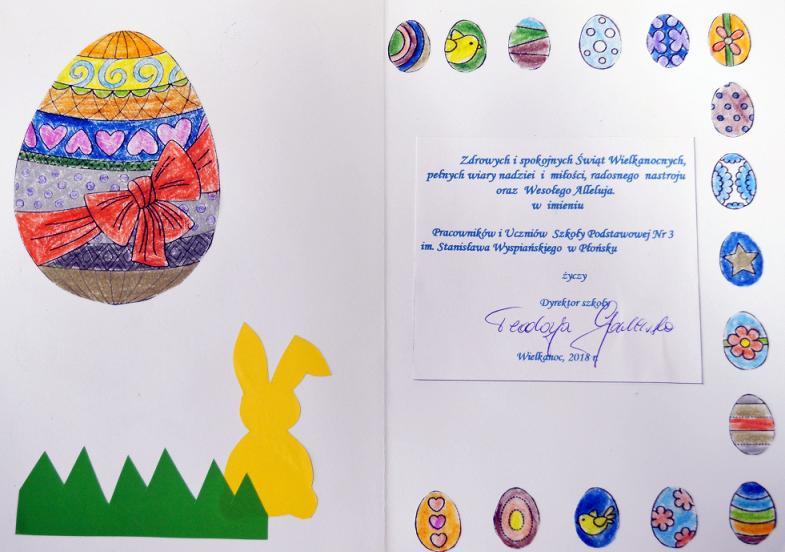 Zdrowych i spokojnych Świąt Wielkanocnych,
pełnych wiary nadziei i miłości, radosnego nastroju
oraz Wesołego Alleluja.
w imieniu
Pracowników i Uczniów Szkoły Podstawowej Nr 3
im. Stanisława Wyspiańskiego w Płońsku
życzy
Dyrektor szkoły
Teodozja
Wielkanoc, 2018 r.